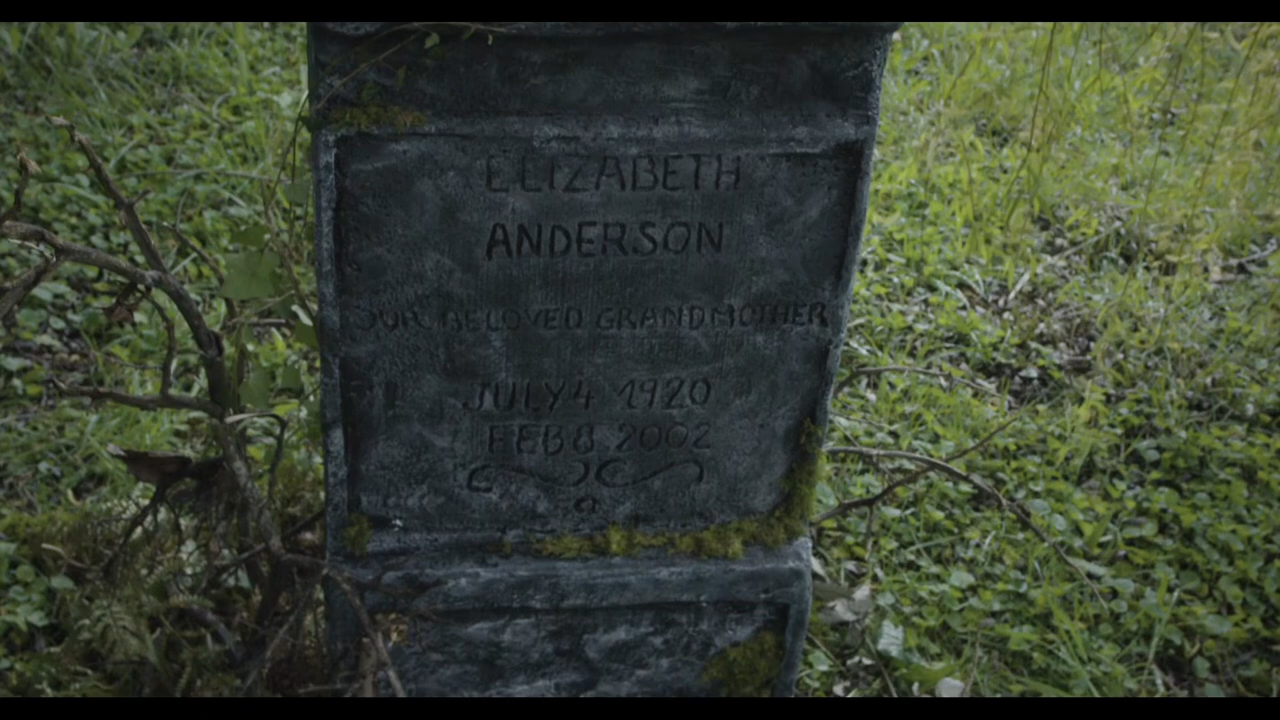 ELIZABETH
ANDERSON
OUR BELOVED GRANDMOTHER
JULY 4 1920
FEB 8 2002